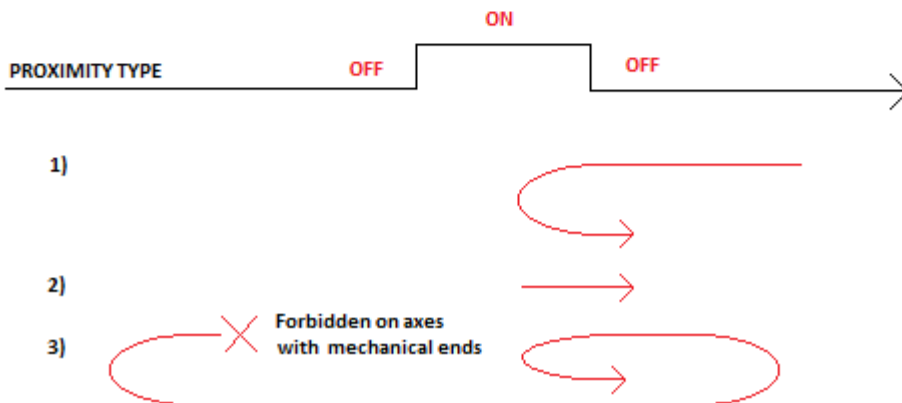 ON
PROXIMITY TYPE OFF OFF
1)
2)
Forbidden on axes
3) with mechanical ends